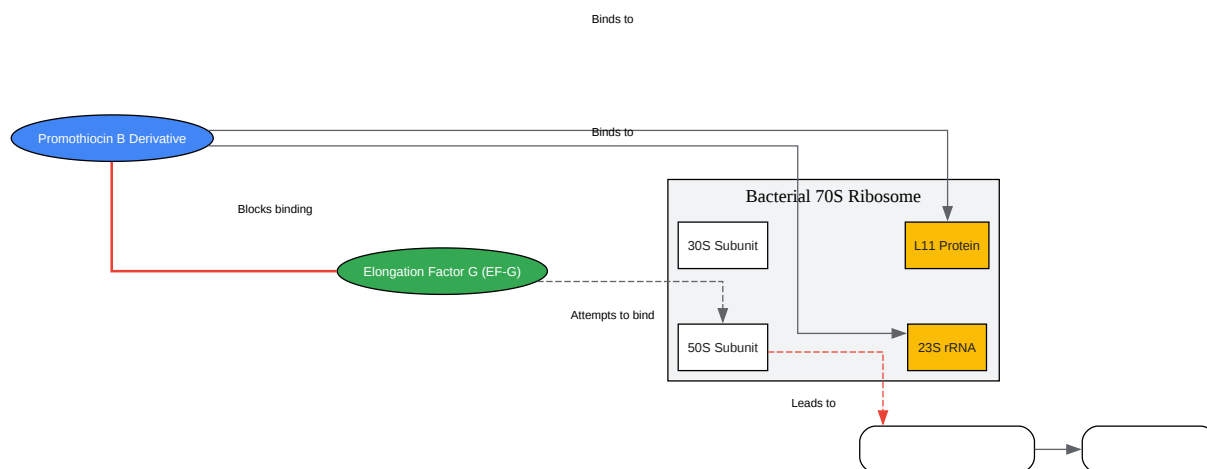 Binds to
Binds to
Promothiocin B Derivative
Bacterial 70S Ribosome
Blocks binding
30S Subunit
L11 Protein
Elongation Factor G (EF-G)
Attempts to bind
50S Subunit
23S rRNA
Leads to